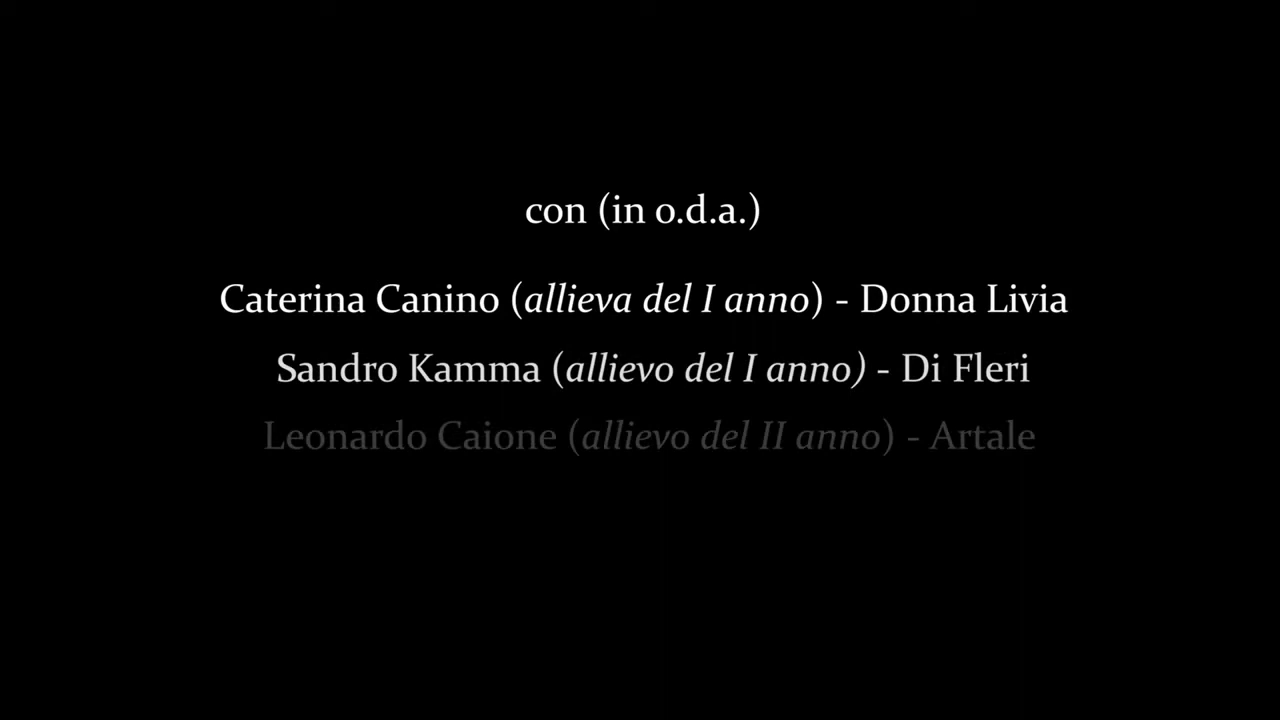 con (in o.d.a.)
Caterina Canino (allieva del I anno) - Donna Livia
Sandro Kamma (allievo del I anno) - Di Fleri
Leonardo Caione (allievo del II anno) - Artale